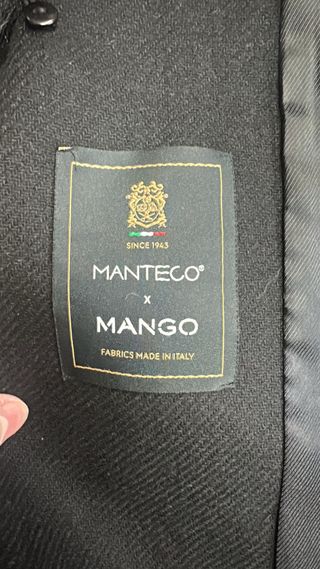 SINCE 1943
MANTECO®
x
MANGO
FABRICS MADE IN ITALY